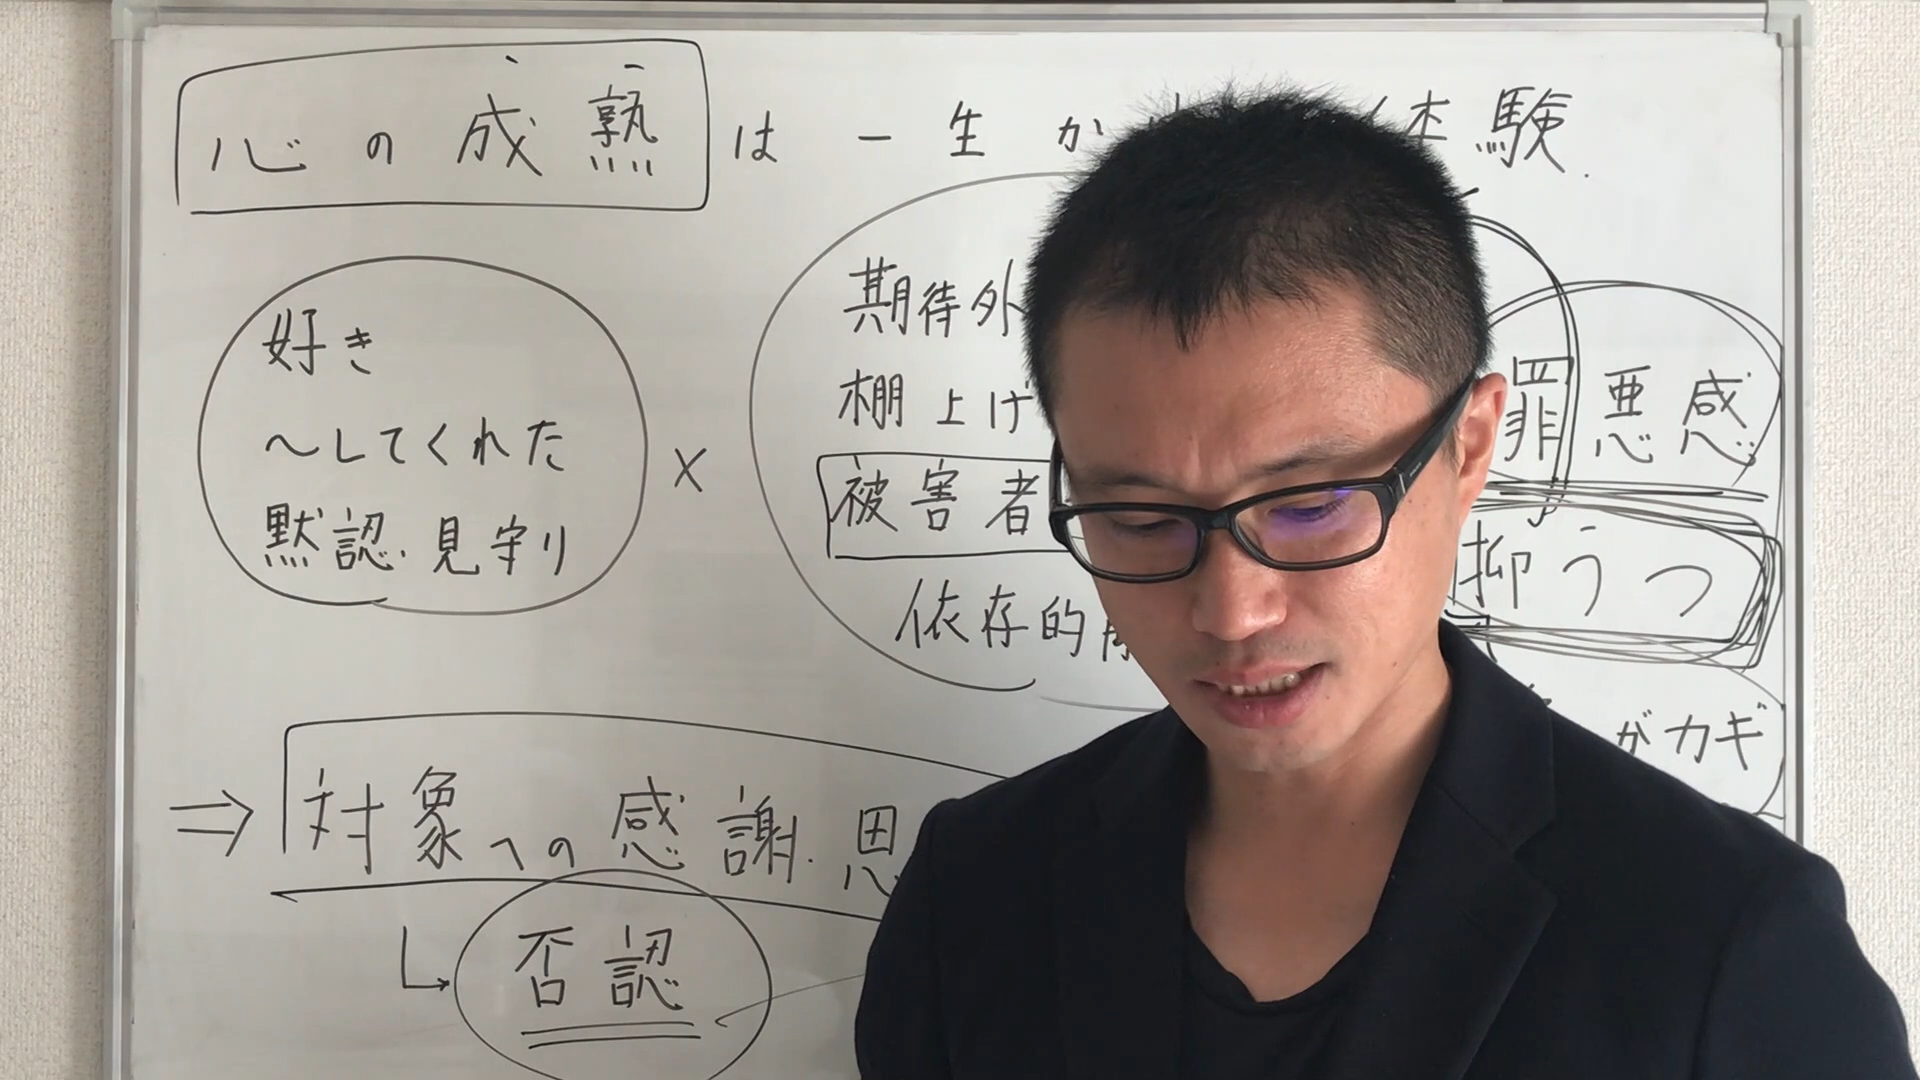 心の成熟は一生か 体験.
好き
〜してくれた
黙認.見守り
×
期待外
棚上げ
被害者
依存的
罪悪感
抑うつ
がカギ
⇒対象への感謝.恩
否認